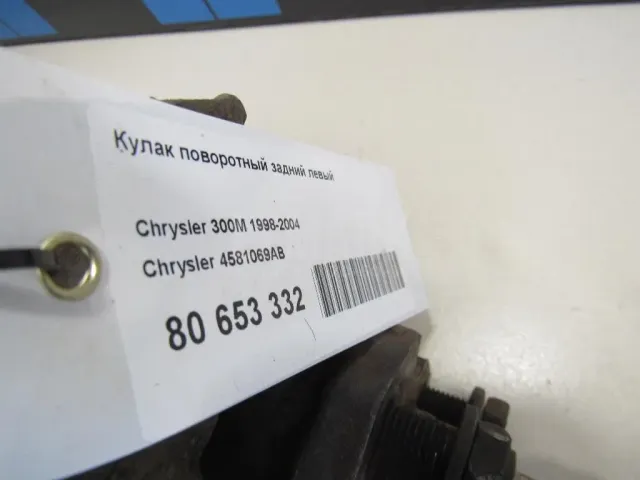 Кулак поворотный задний левый
Chrysler 300M 1998-2004
Chrysler 4581069AB
80 653 332